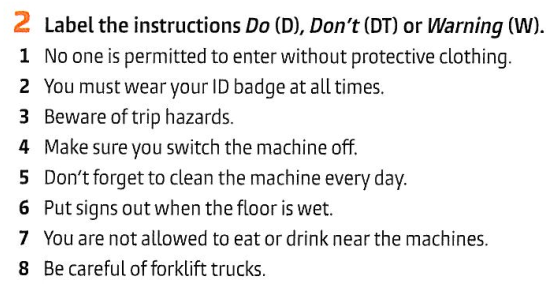 2 Label the instructions Do (D), Don't (DT) or Warning (W).
1 No one is permitted to enter without protective clothing.
2 You must wear your ID badge at all times.
3 Beware of trip hazards.
4 Make sure you switch the machine off.
5 Don't forget to clean the machine every day.
6 Put signs out when the floor is wet.
7 You are not allowed to eat or drink near the machines.
8 Be careful of forklift trucks.